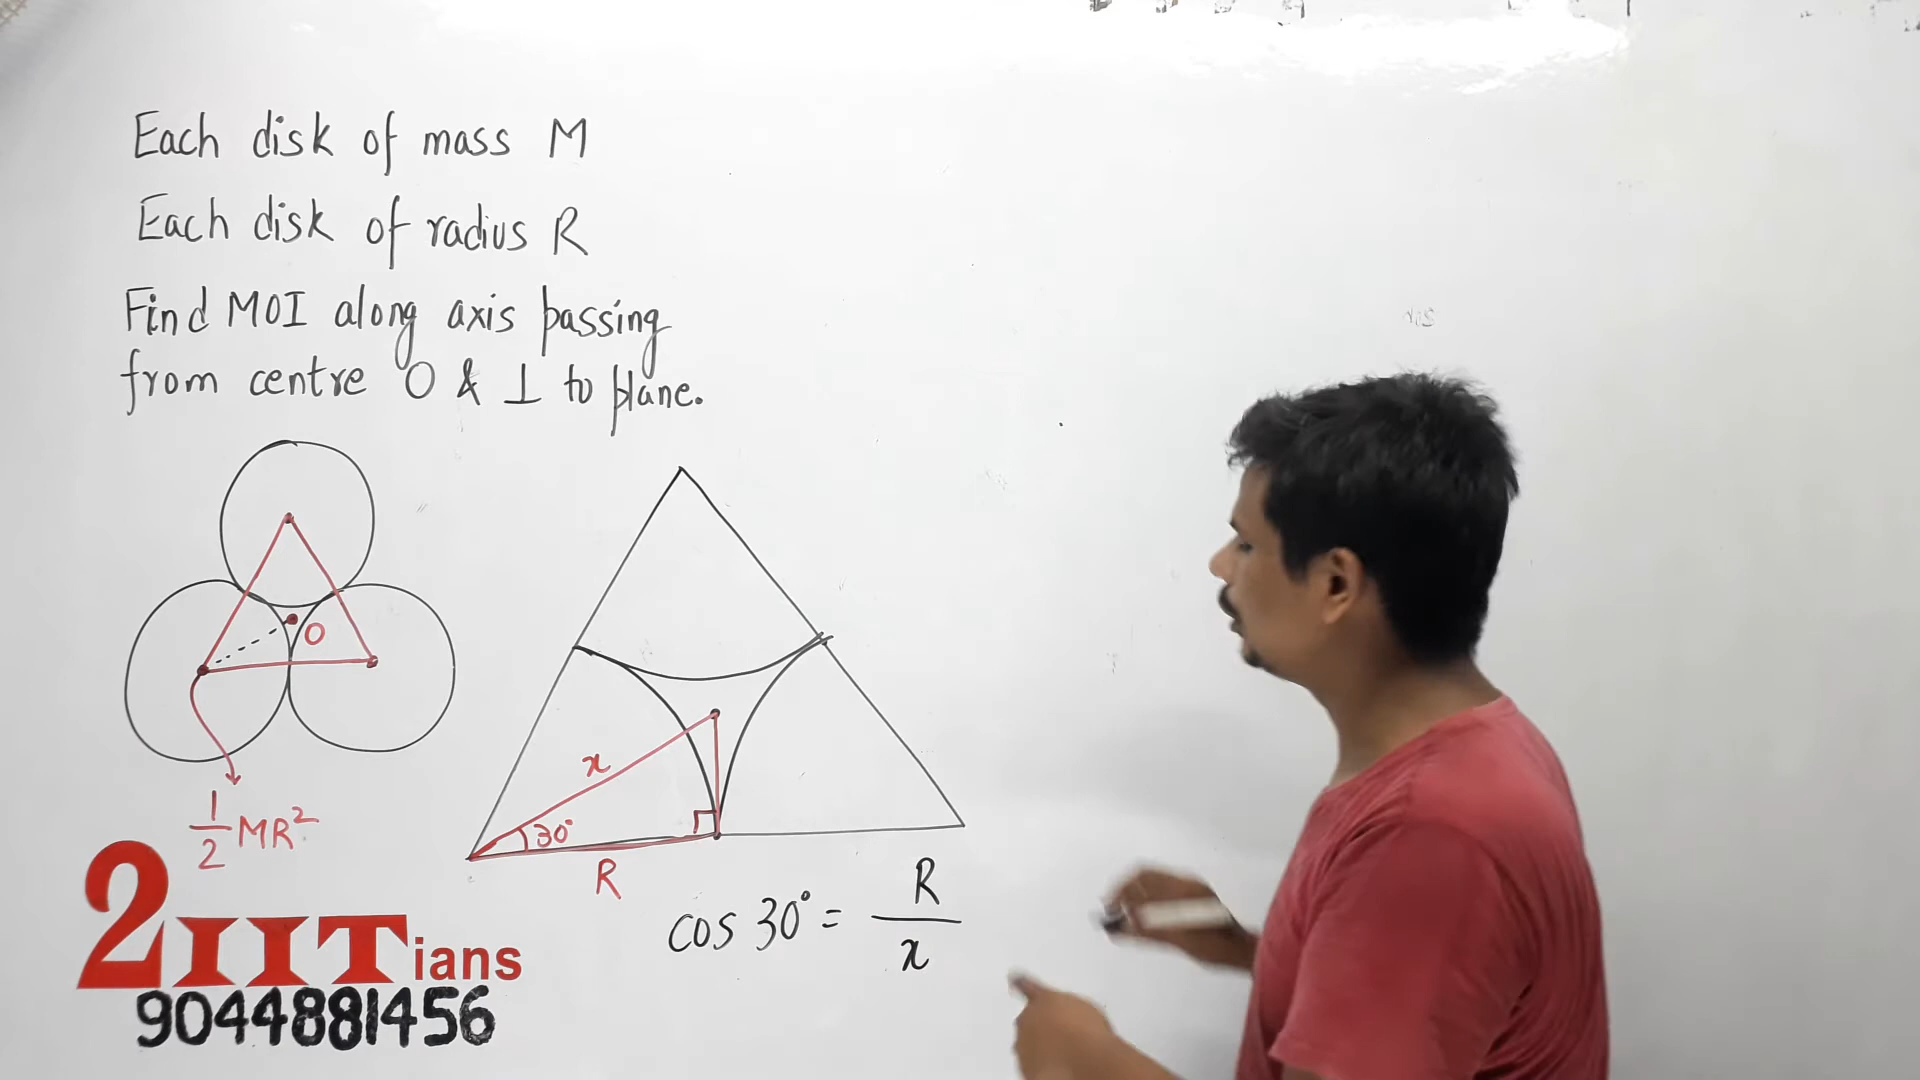 Each disk of mass M
Each disk of radius R
Find MOI along axis passing
from centre O & ⊥ to plane.
O
x
30°
R
1/2 MR²
cos 30° = R/x
2IITians
9044881456